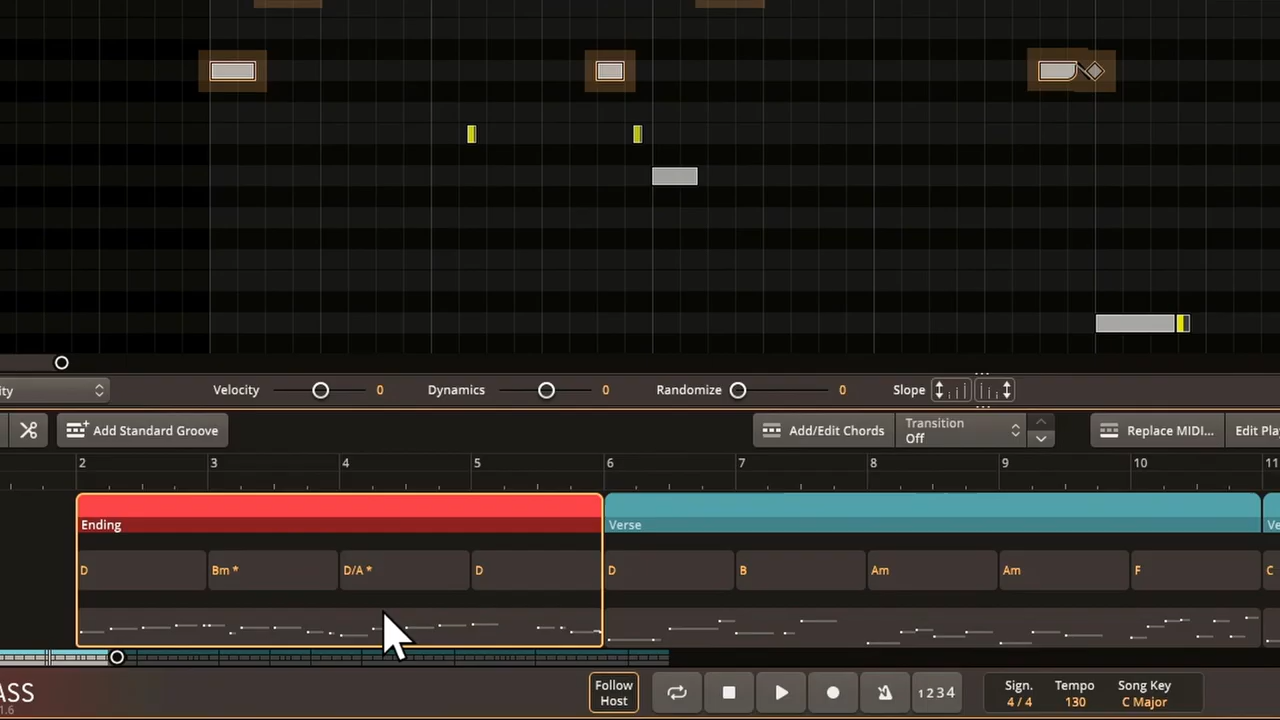 ity Velocity 0 Dynamics 0 Randomize 0 Slope
Add Standard Groove Add/Edit Chords Transition Off Replace MIDI... Edit Pla
2 3 4 5 6 7 8 9 10 11
Ending Verse Ve
D Bm * D/A * D D B Am Am F C
ASS
1.6
Follow Host
1234
Sign. Tempo Song Key
4 / 4 130 C Major